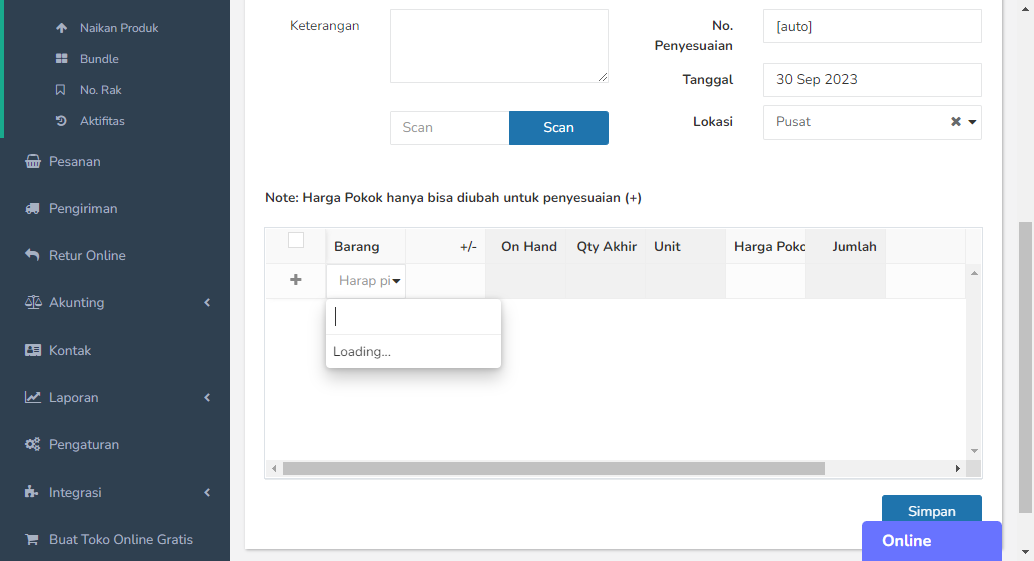 Naikan Produk
Bundle
No. Rak
Aktifitas
Pesanan
Pengiriman
Retur Online
Akunting
Kontak
Laporan
Pengaturan
Integrasi
Buat Toko Online Gratis
Keterangan
No. Penyesuaian
[auto]
Tanggal
30 Sep 2023
Scan
Scan
Lokasi
Pusat
Note: Harga Pokok hanya bisa diubah untuk penyesuaian (+)
Barang +/- On Hand Qty Akhir Unit Harga Poko Jumlah
Harap pi
Loading...
Simpan
Online